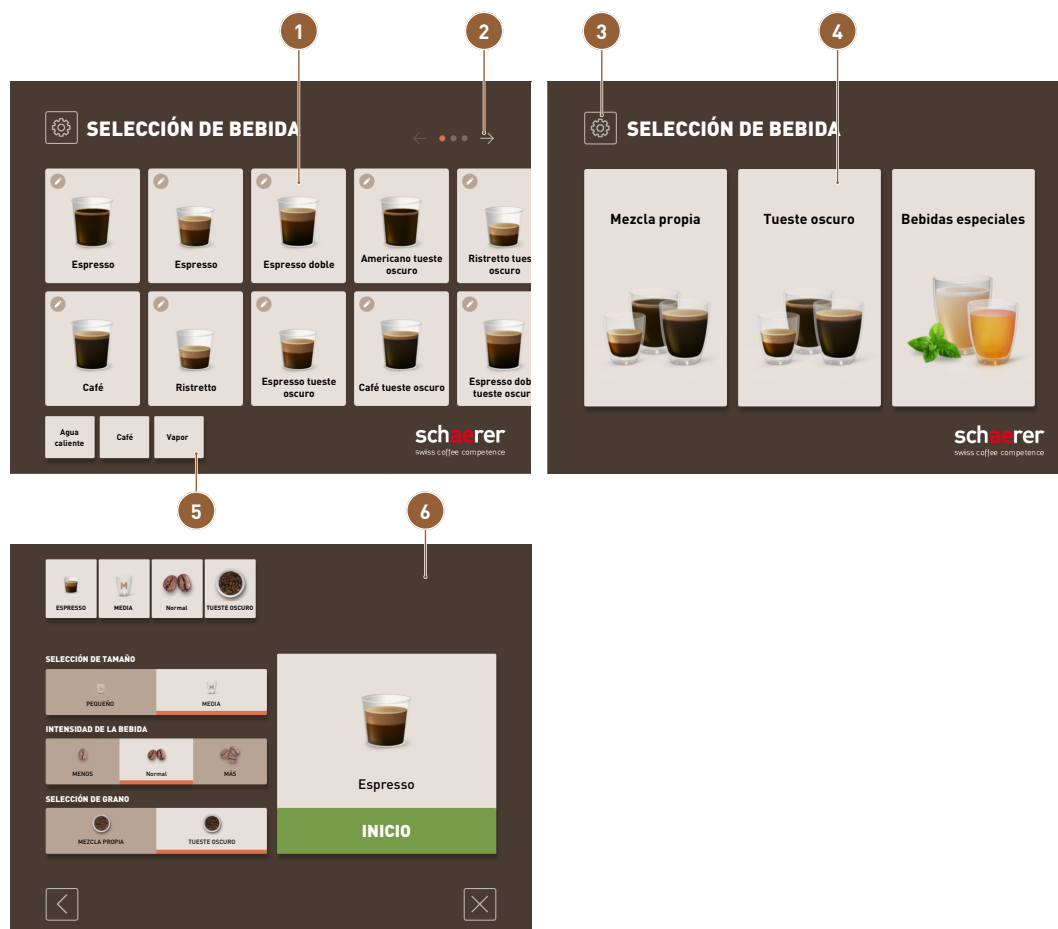 1
2
3
4
SELECCIÓN DE BEBIDA
Espresso
Espresso
Espresso doble
Americano tueste
oscuro
Ristretto tues
oscuro
Café
Ristretto
Espresso tueste
oscuro
Café tueste oscuro
Espresso dob
tueste oscur
Agua
caliente
Café
Vapor
schaerer
swiss coffee competence
SELECCIÓN DE BEBIDA
Mezcla propia
Tueste oscuro
Bebidas especiales
schaerer
swiss coffee competence
5
6
ESPRESSO
M
MEDIA
Normal
TUESTE OSCURO
SELECCIÓN DE TAMAÑO
PEQUEÑO
M
MEDIA
INTENSIDAD DE LA BEBIDA
MENOS
Normal
MÁS
SELECCIÓN DE GRANO
MEZCLA PROPIA
TUESTE OSCURO
Espresso
INICIO